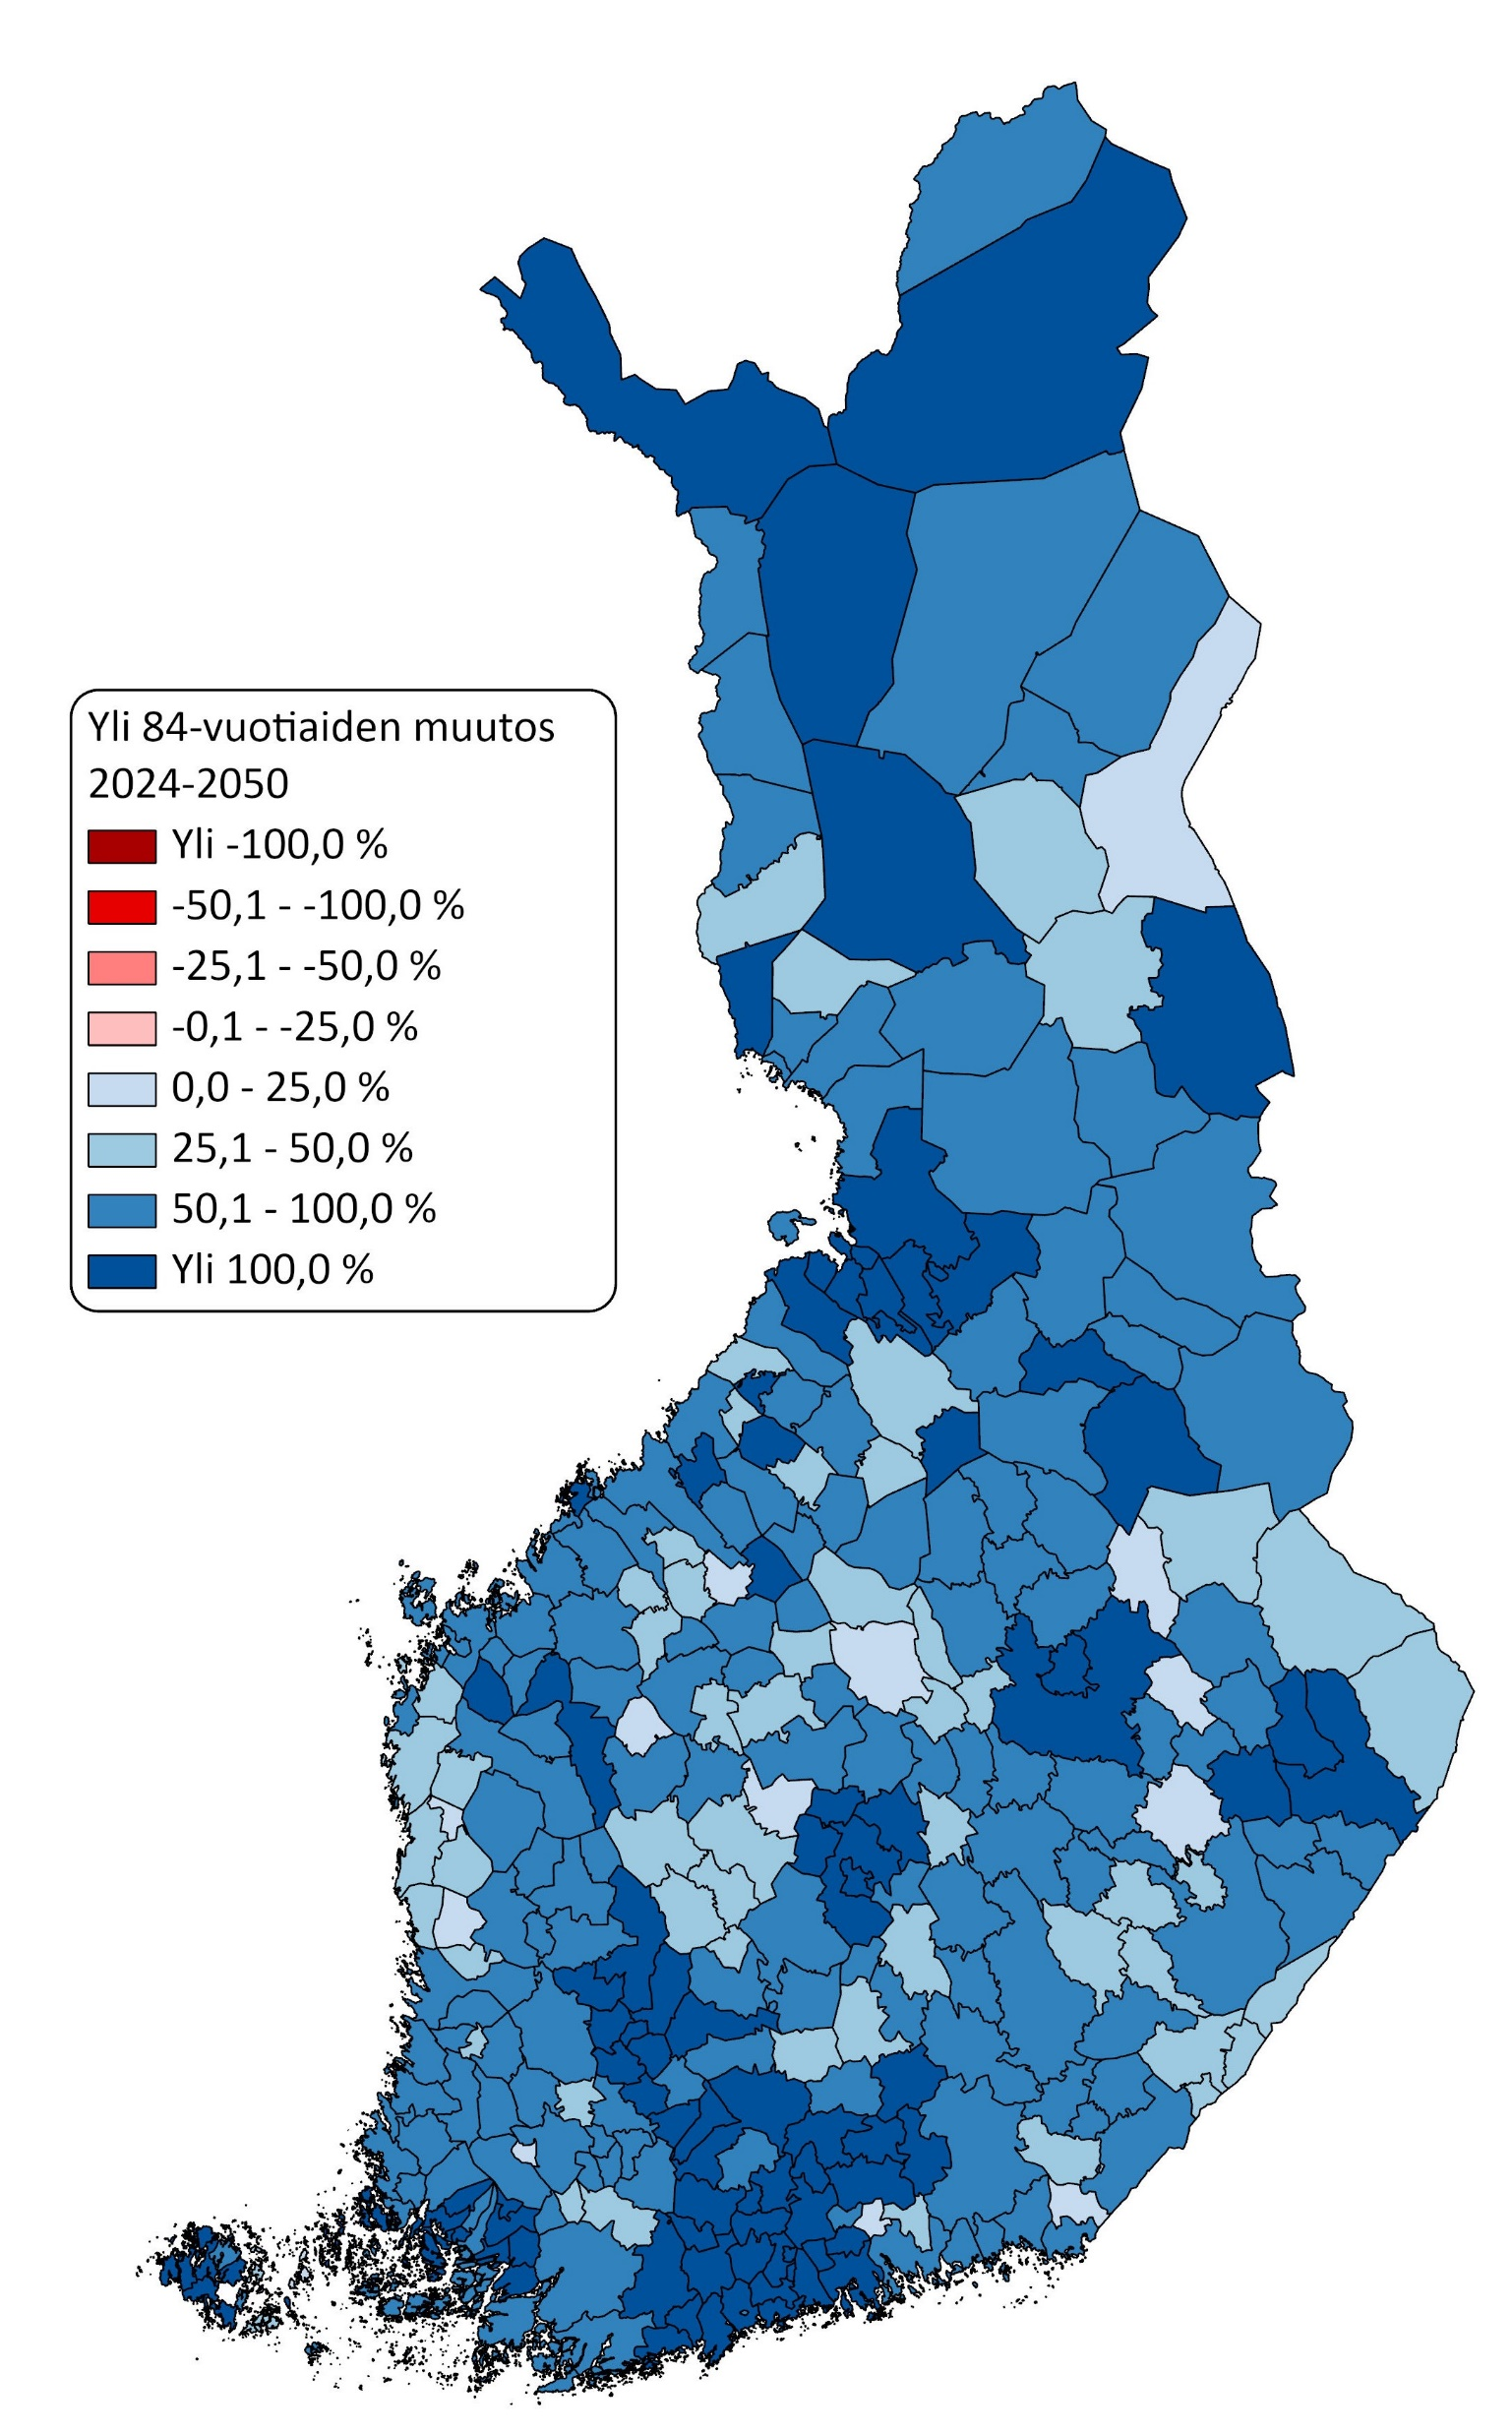 Yli 84-vuotiaiden muutos
2024-2050
Yli -100,0 %
-50,1 - -100,0 %
-25,1 - -50,0 %
-0,1 - -25,0 %
0,0 - 25,0 %
25,1 - 50,0 %
50,1 - 100,0 %
Yli 100,0 %